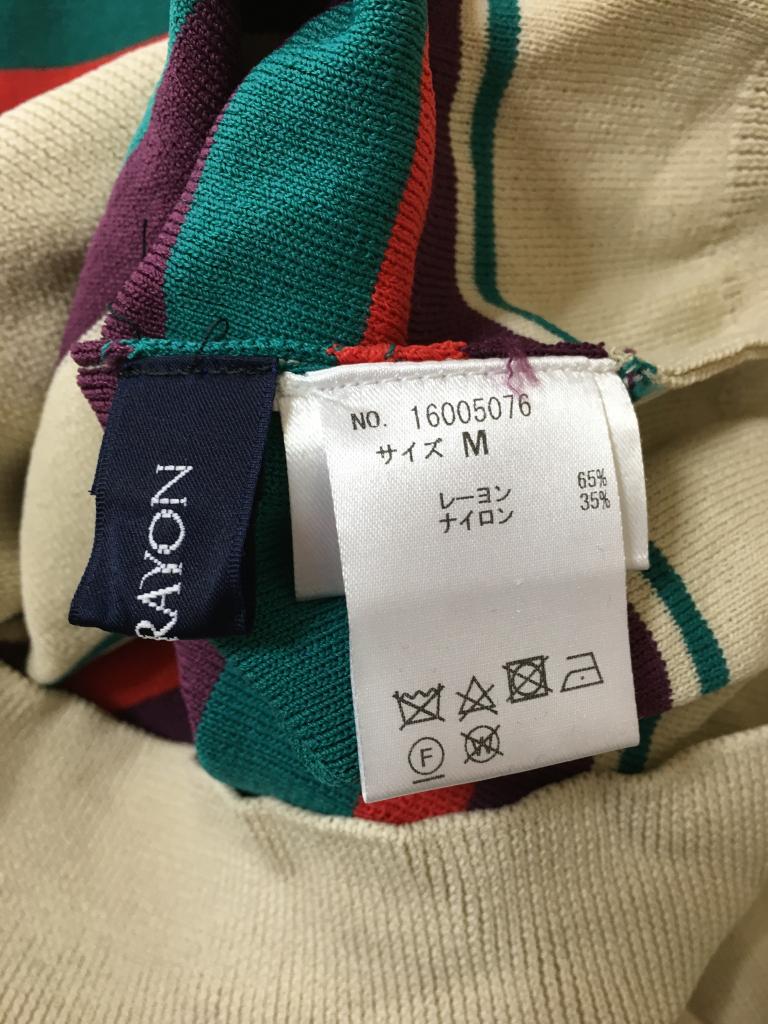 RAYON
NO. 16005076
サイズ M
レーヨン 65%
ナイロン 35%
F W